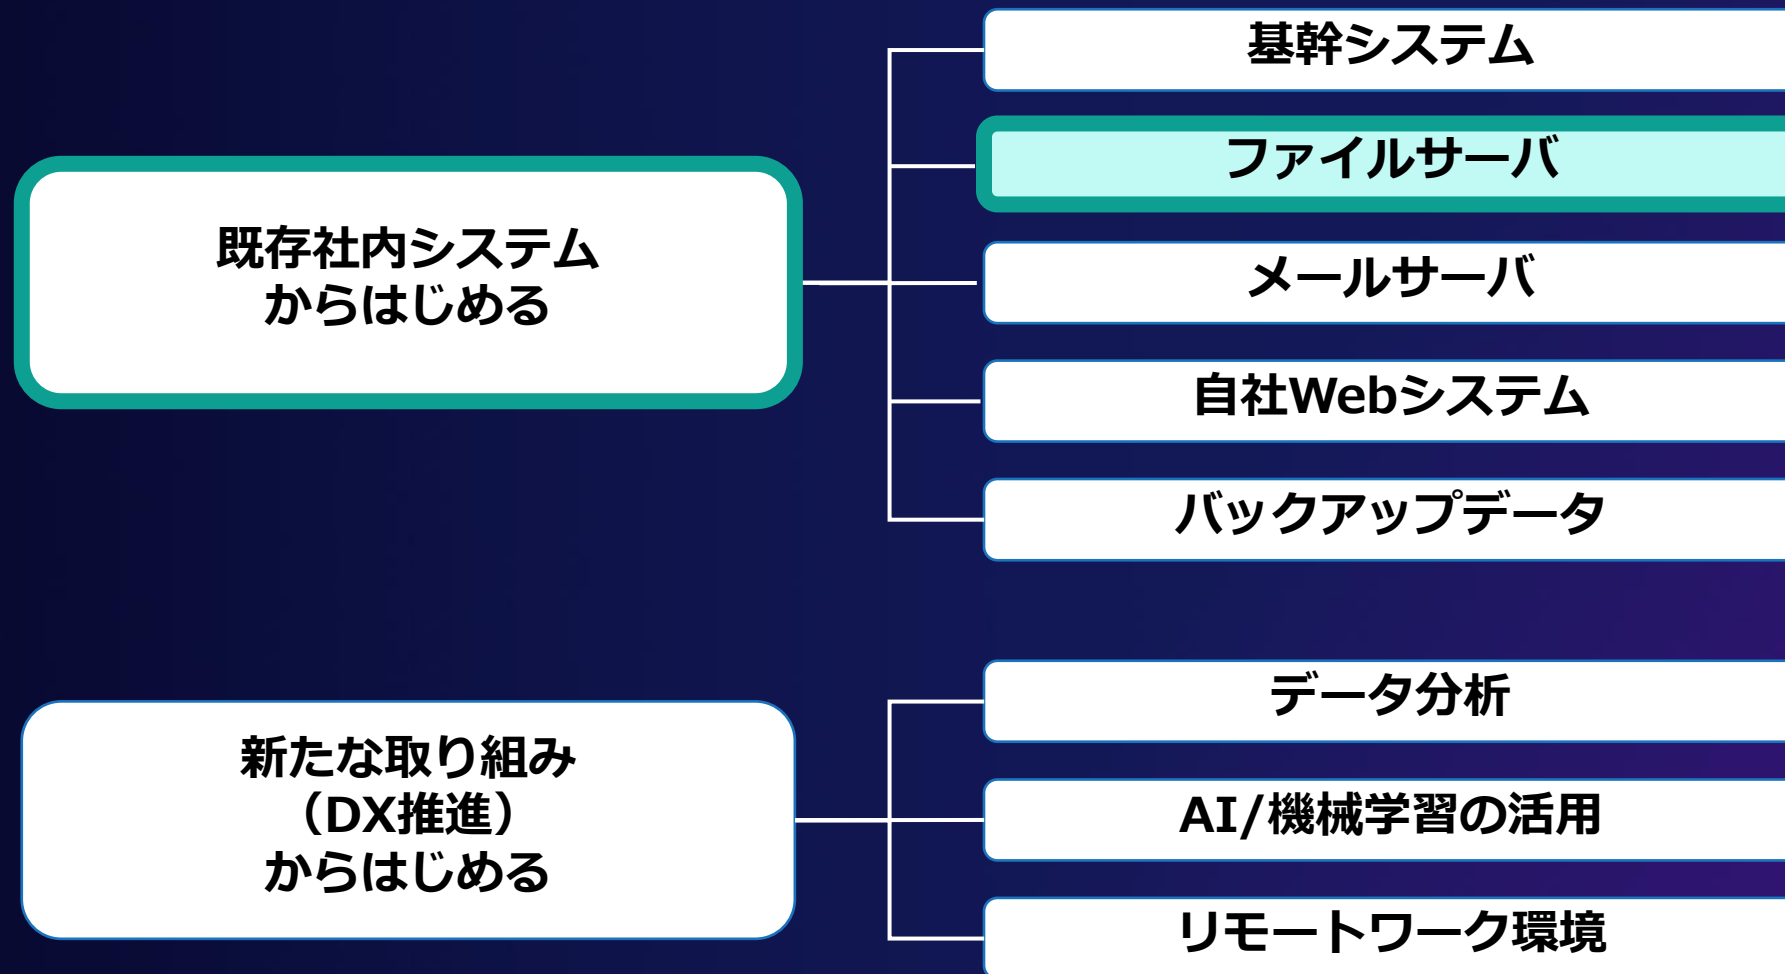 既存社内システム
からはじめる
基幹システム
ファイルサーバ
メールサーバ
自社Webシステム
バックアップデータ
新たな取り組み
（DX推進）
からはじめる
データ分析
AI/機械学習の活用
リモートワーク環境